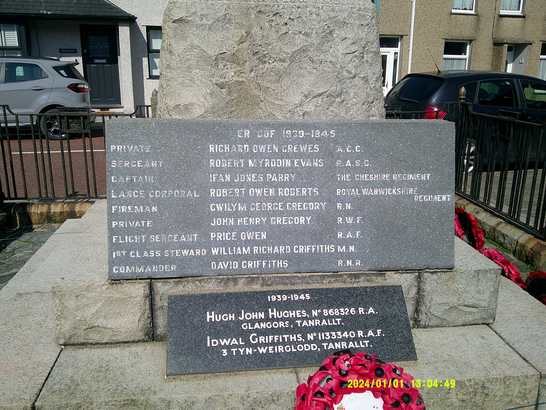 ER COF 1939-1945
PRIVATE RICHARD OWEN CREWES A.C.C.
SERGEANT ROBERT MYRDDIN EVANS R.A.S.C.
CAPTAIN IFAN JONES PARRY THE CHESHIRE REGIMENT
LANCE CORPORAL ROBERT OWEN ROBERTS ROYAL WARWICKSHIRE REGIMENT
FIREMAN GWILYM GEORGE GREGORY R.N.
PRIVATE JOHN HENRY GREGORY R.W.F.
FLIGHT SERGEANT PRICE OWEN R.A.F.
1ST CLASS STEWARD WILLIAM RICHARD GRIFFITHS M.N.
COMMANDER DAVID GRIFFITHS R.N.R.
1939-1945
HUGH JOHN HUGHES, No 868326 R.A.
GLANGORS, TANRALLT.
IDWAL GRIFFITHS, No 1133340 R.A.F.
3 TYN-WEIRGLODD, TANRALLT.
2024/01/01 13:04:49